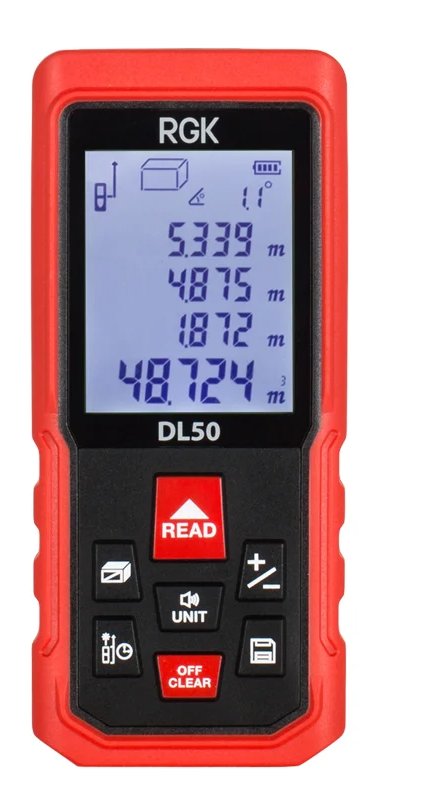 RGK
1.1°
5.339 m
4.875 m
1.872 m
48.724 m³
DL50
READ
UNIT
OFF
CLEAR